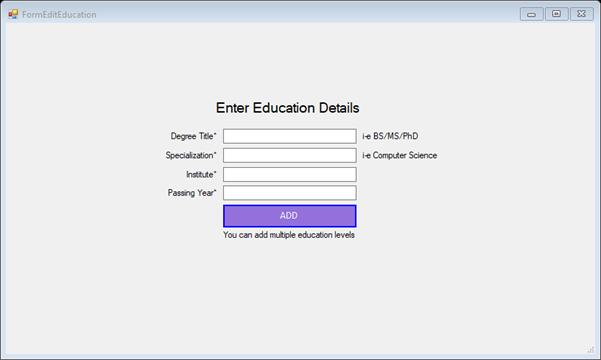 FormEditEducation
Enter Education Details
Degree Title* i-e BS/MS/PhD
Specialization* i-e Computer Science
Institute*
Passing Year*
ADD
You can add multiple education levels